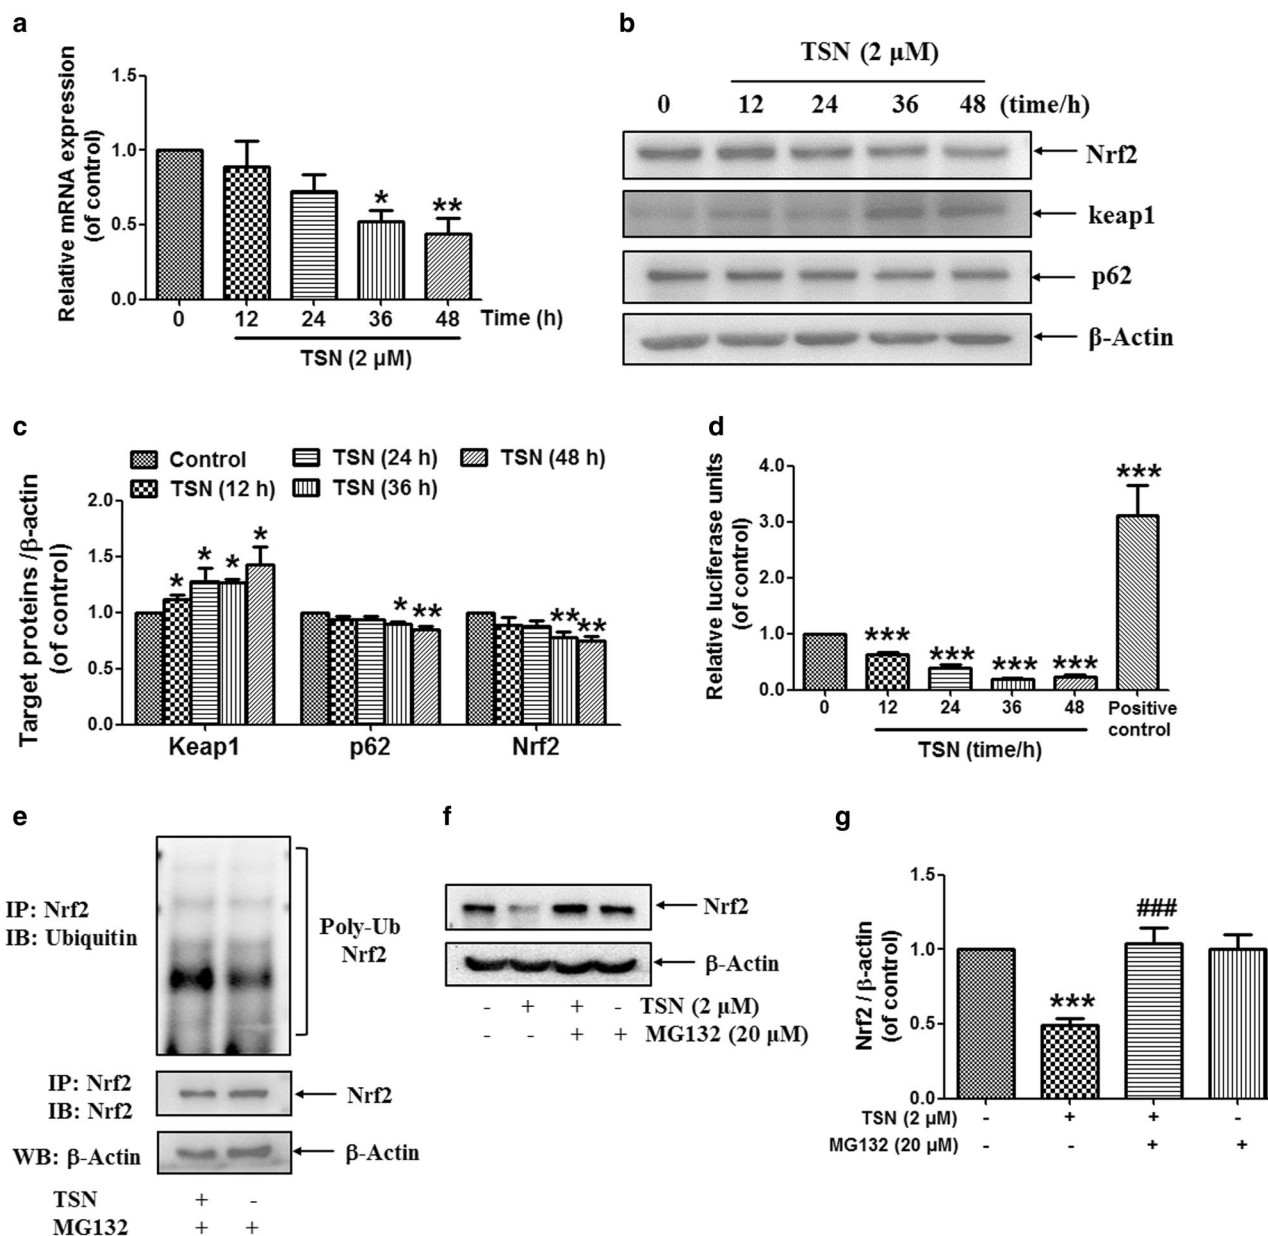 a
Relative mRNA expression
(of control)
1.5
1.0
0.5
0.0
*
**
0 12 24 36 48 Time (h)
TSN (2 μM)
b
TSN (2 μM)
0 12 24 36 48 (time/h)
Nrf2
keap1
p62
β-Actin
c
Control
TSN (24 h)
TSN (48 h)
TSN (12 h)
TSN (36 h)
Target proteins /β-actin
(of control)
2.0
1.5
1.0
0.5
0.0
* * * *
* **
** **
Keap1 p62 Nrf2
d
Relative luciferase units
(of control)
4.0
3.0
2.0
1.0
0.0
*** *** *** *** ***
0 12 24 36 48 Positive
control
TSN (time/h)
e
IP: Nrf2
IB: Ubiquitin
Poly-Ub
Nrf2
IP: Nrf2
IB: Nrf2
Nrf2
WB: β-Actin
β-Actin
TSN + -
MG132 + +
f
Nrf2
β-Actin
- + + - TSN (2 μM)
- - + + MG132 (20 μM)
g
Nrf2 / β-actin
(of control)
1.5
1.0
0.5
0.0
***
###
TSN (2 μM) - + + -
MG132 (20 μM) - - + +